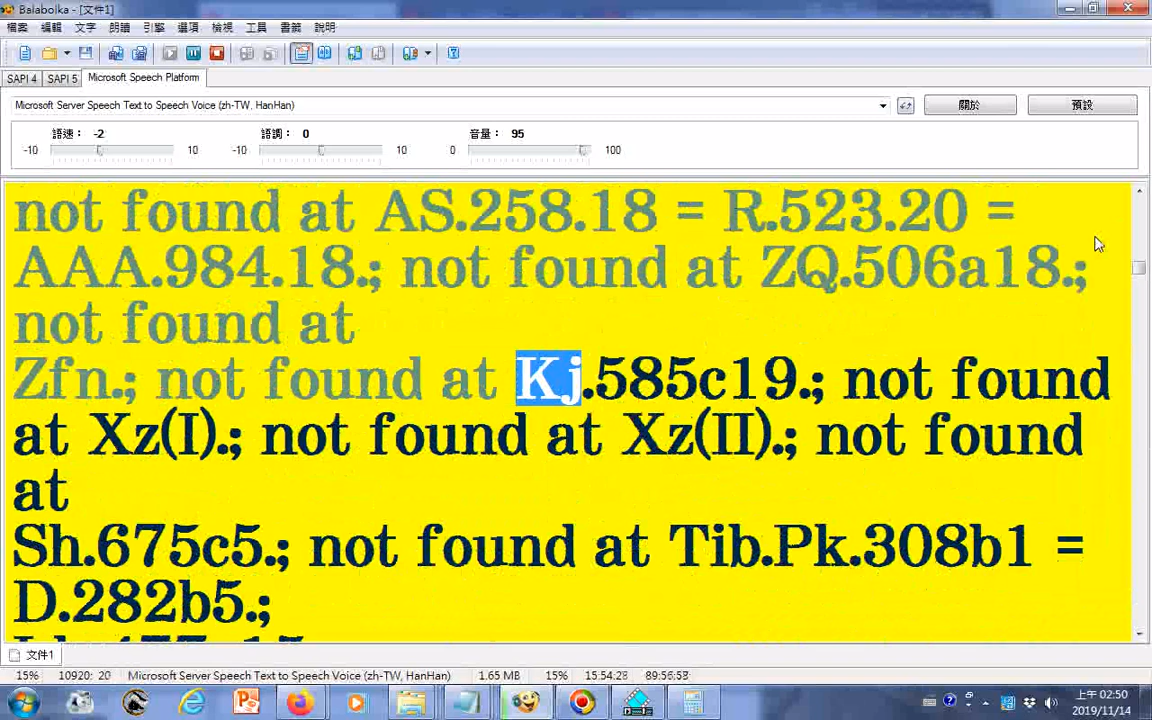 Balabolka - [文件1]
檔案 編輯 文字 朗讀 引擎 選項 檢視 工具 書籤 說明
SAPI 4 SAPI 5 Microsoft Speech Platform
Microsoft Server Speech Text to Speech Voice (zh-TW, HanHan) 關於 預設
語速： -2 語調： 0 音量： 95
-10 10 -10 10 0 100
not found at AS.258.18 = R.523.20 =
AAA.984.18.; not found at ZQ.506a18.;
not found at
Zfn.; not found at Kj.585c19.; not found
at Xz(I).; not found at Xz(II).; not found
at
Sh.675c5.; not found at Tib.Pk.308b1 =
D.282b5.;
文件1
15% 10920: 20 Microsoft Server Speech Text to Speech Voice (zh-TW, HanHan) 1.65 MB 15% 15:54:28 89:56:58
上午 02:50
2019/11/14